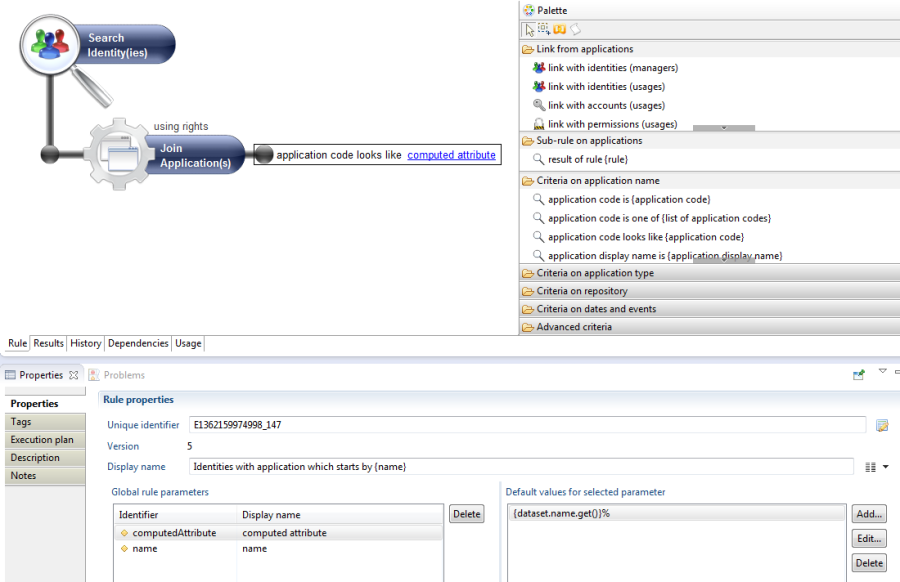 Search
Identity(ies)
using rights
Join
Application(s)
application code looks like computed attribute
Palette
Link from applications
link with identities (managers)
link with identities (usages)
link with accounts (usages)
link with permissions (usages)
Sub-rule on applications
result of rule {rule}
Criteria on application name
application code is {application code}
application code is one of {list of application codes}
application code looks like {application code}
application display name is {application display name}
Criteria on application type
Criteria on repository
Criteria on dates and events
Advanced criteria
Rule Results History Dependencies Usage
Properties Problems
Properties
Tags
Execution plan
Description
Notes
Rule properties
Unique identifier E1362159974998_147
Version 5
Display name Identities with application which starts by {name}
Global rule parameters
Identifier Display name
computedAttribute computed attribute
name name
Delete
Default values for selected parameter
{dataset.name.get()}%
Add...
Edit...
Delete